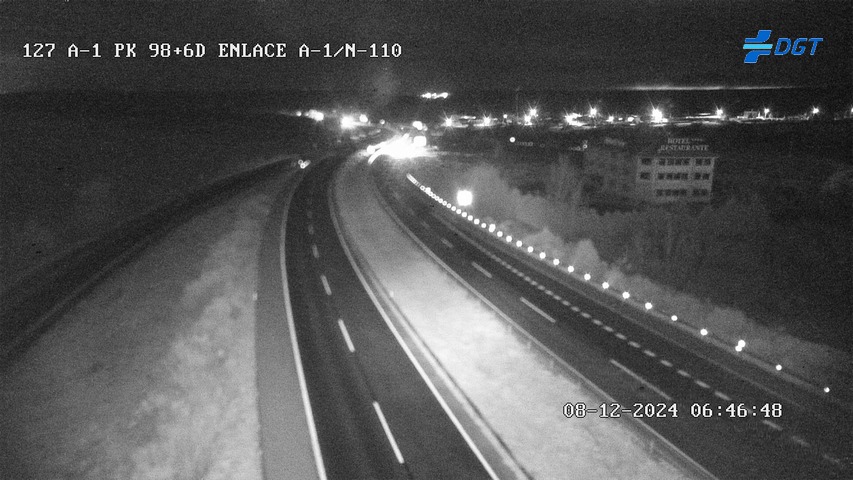 127 A-1 PK 98+6D ENLACE A-1/N-110
DGT
HOTEL
RESTAURANTE
08-12-2024 06:46:48